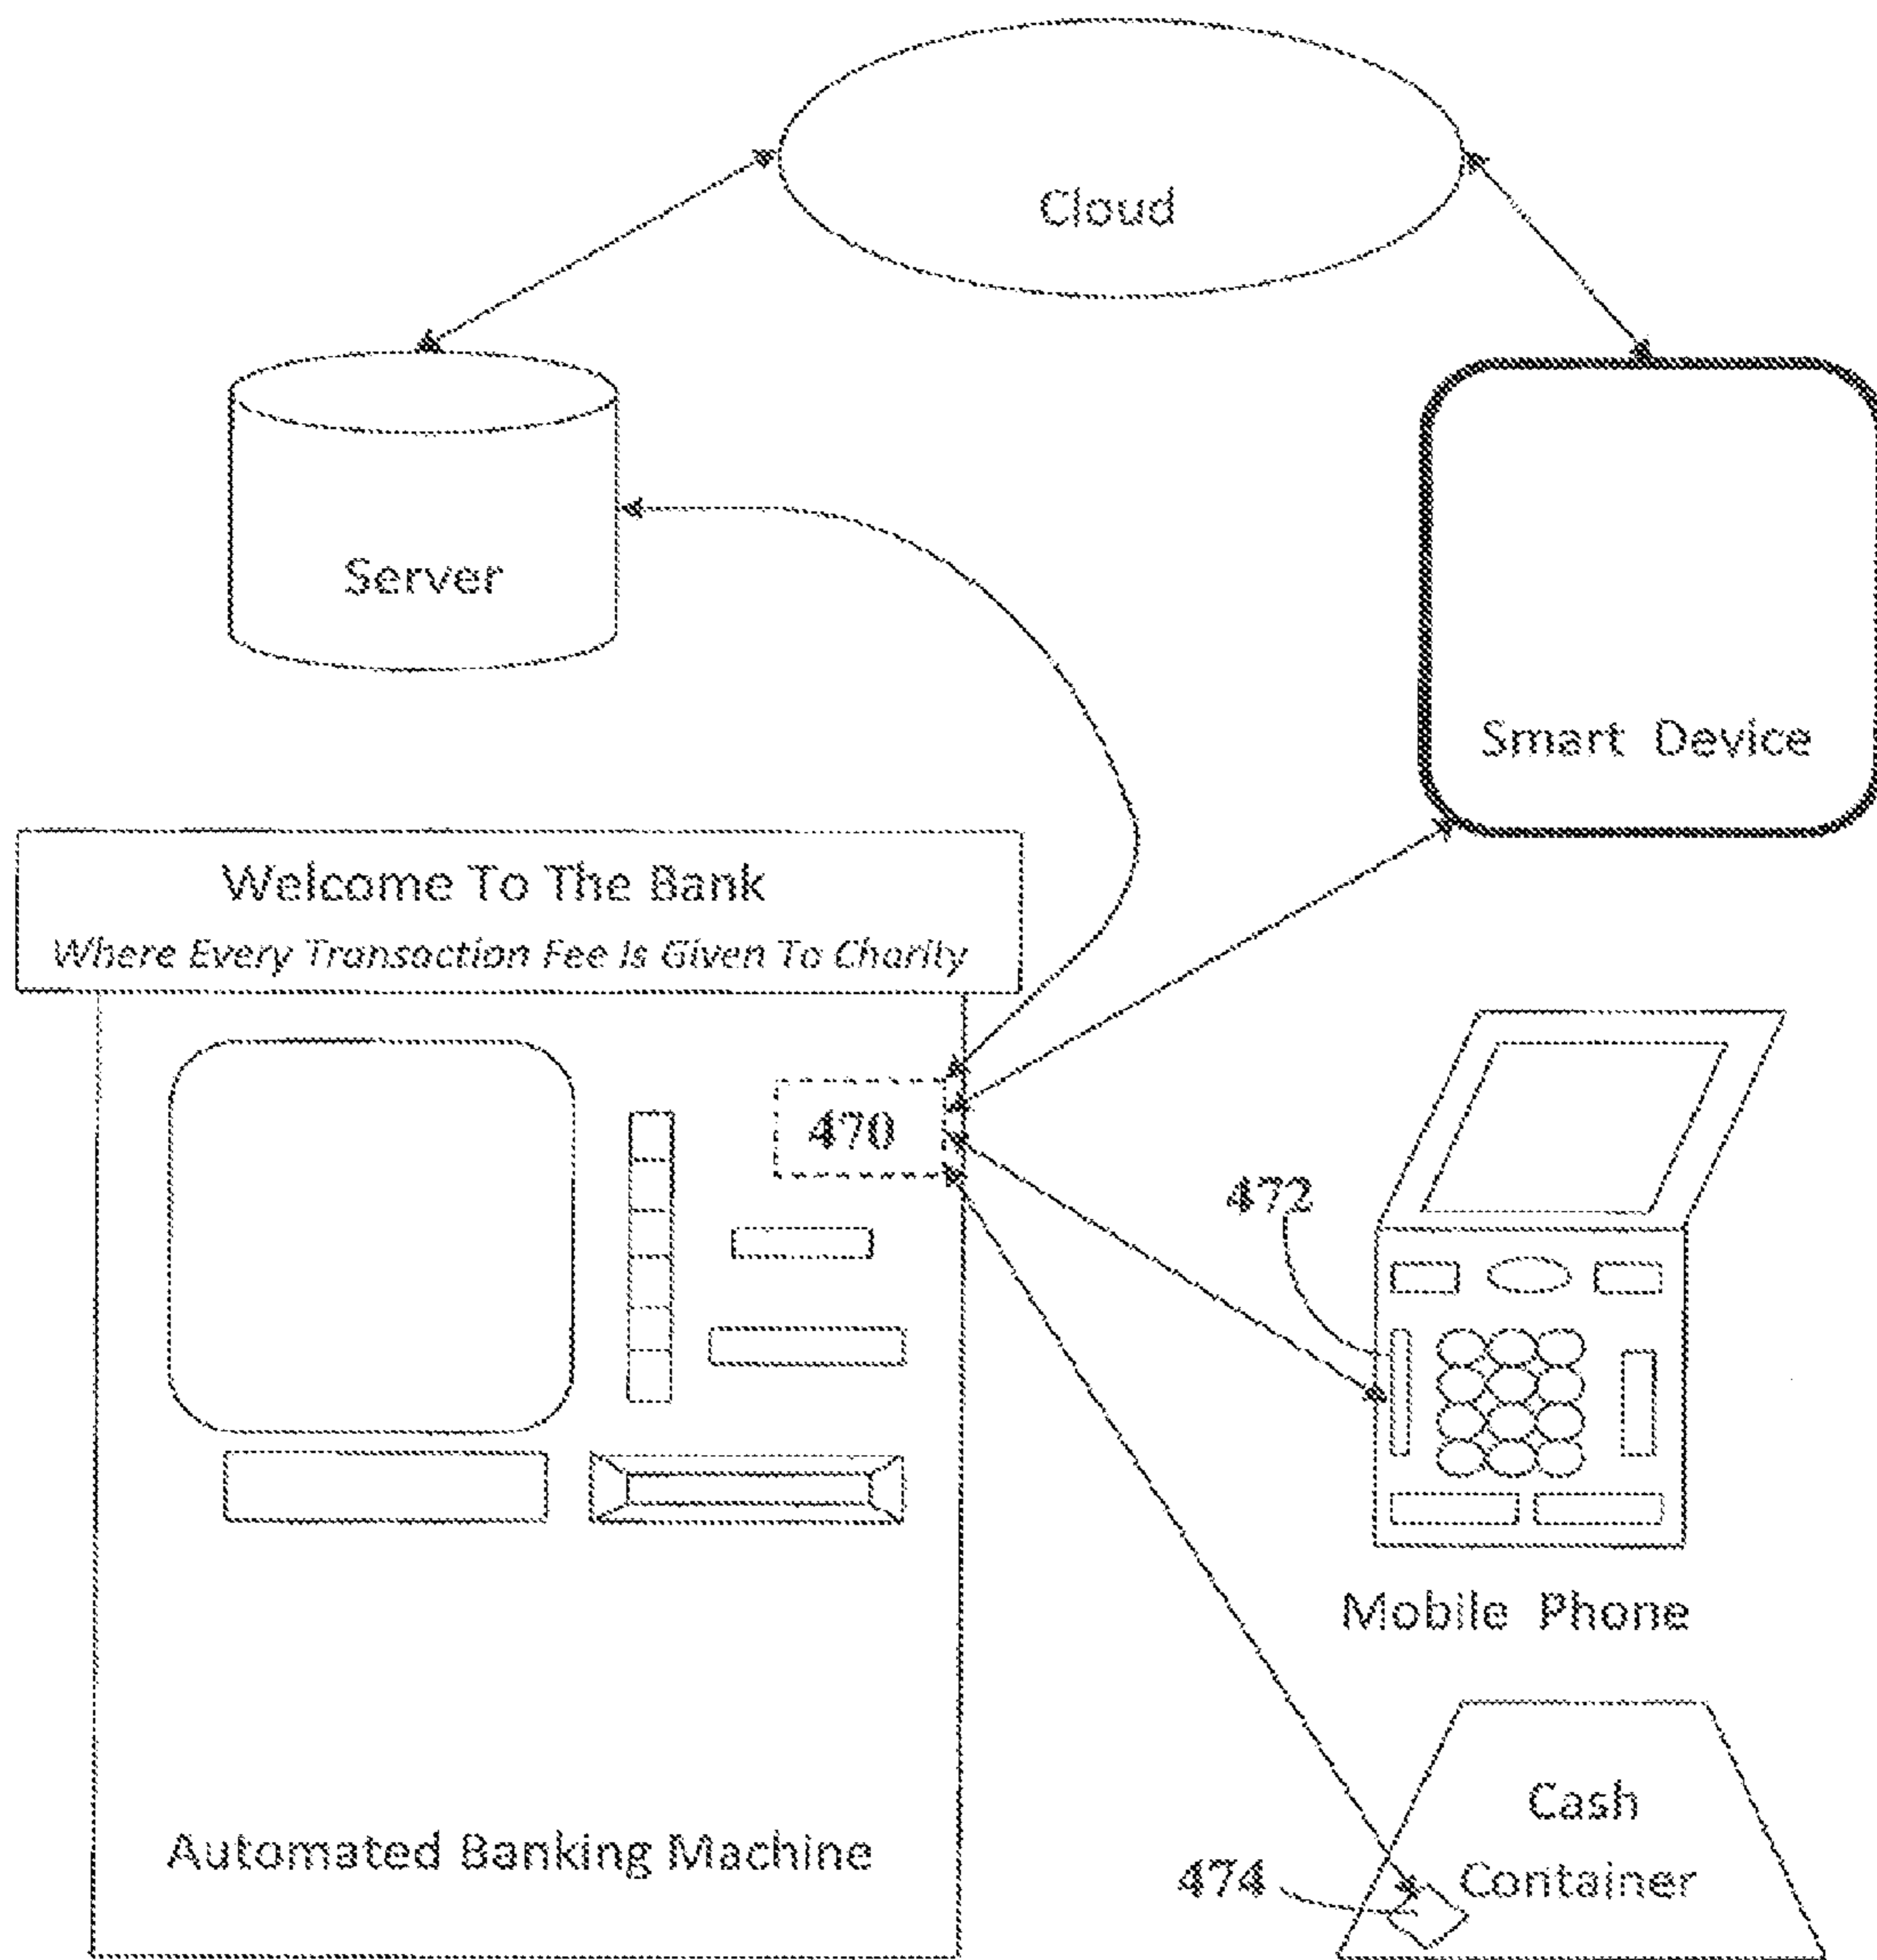 Cloud
Server
Smart Device
Welcome To The Bank
Where Every Transaction Fee Is Given To Charity
470
472
Mobile Phone
Cash
Container
474
Automated Banking Machine